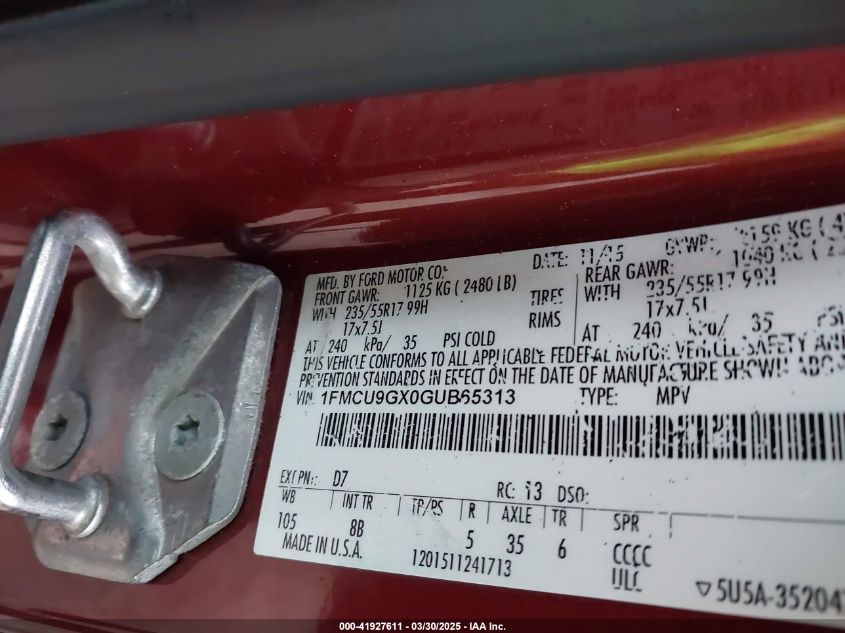 MFD. BY FORD MOTOR CO. DATE: 11/15 GVWR:
FRONT GAWR: 1125 KG ( 2480 LB) REAR GAWR:
WITH 235/55R17 99H TIRES WITH 235/55R17 99H
17x7.5J RIMS 17x7.5J
AT 240 kPa/ 35 PSI COLD AT 240 kPa/ 35 PSI
THIS VEHICLE CONFORMS TO ALL APPLICABLE FEDERAL MOTOR VEHICLE SAFETY AND
PREVENTION STANDARDS IN EFFECT ON THE DATE OF MANUFACTURE SHOWN
VIN: 1FMCU9GX0GUB65313 TYPE: MPV
EXT PNT: D7 RC: 13 DSO:
WB INT TR TP/PS R AXLE TR SPR
105 8B 5 35 6 CCCC
MADE IN U.S.A. 1201511241713 ULC
▽5U5A-35204
000-41927611 - 03/30/2025 - IAA Inc.